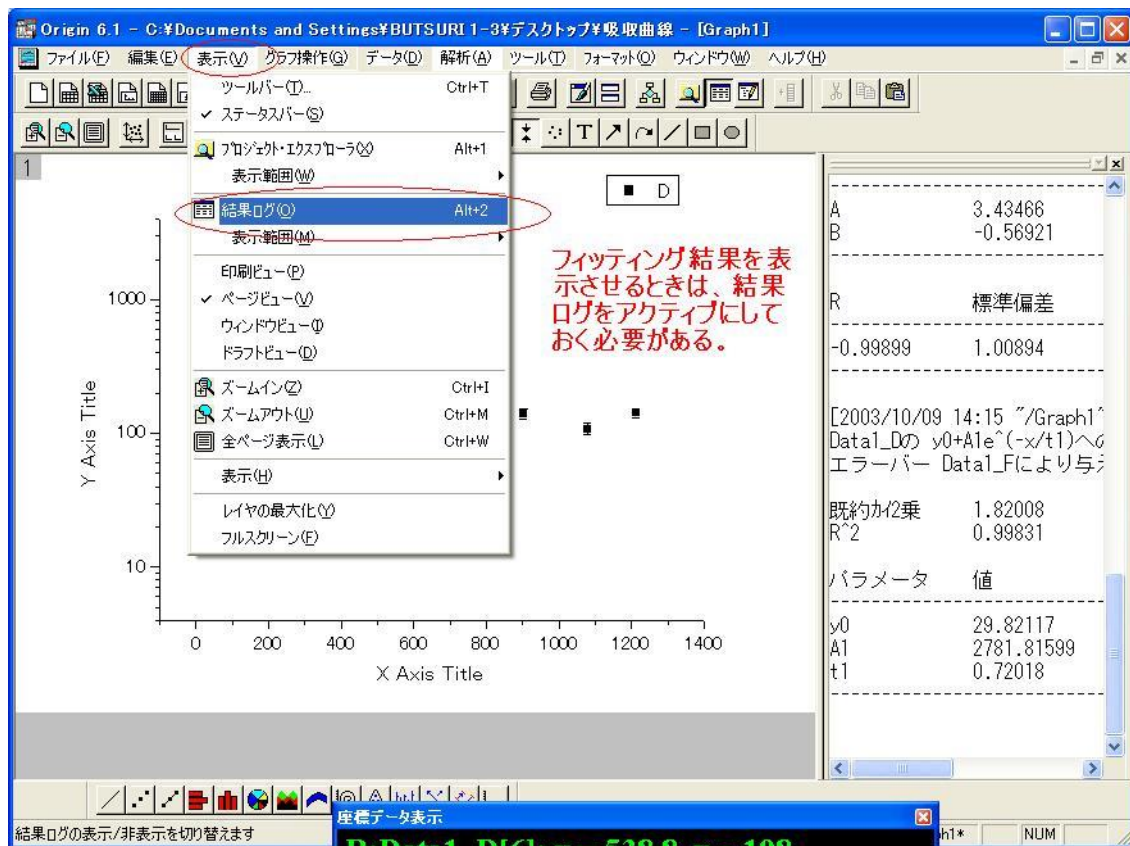 Origin 6.1 - C:¥Documents and Settings¥BUTSURI 1-3¥デスクトップ¥吸収曲線 - [Graph1]
ファイル(F) 編集(E) 表示(V) グラフ操作(G) データ(D) 解析(A) ツール(T) フォーマット(O) ウィンドウ(W) ヘルプ(H)
ツールバー(T)... Ctrl+T
ステータスバー(S)
プロジェクト・エクスプローラ(X) Alt+1
表示範囲(W)
結果ログ(O) Alt+2
表示範囲(M)
印刷ビュー(P)
ページビュー(V)
ウィンドウビュー(I)
ドラフトビュー(D)
ズームイン(Z) Ctrl+I
ズームアウト(U) Ctrl+M
全ページ表示(L) Ctrl+W
表示(H)
レイヤの最大化(Y)
フルスクリーン(F)
1
D
フィッティング結果を表
示させるときは、結果
ログをアクティブにして
おく必要がある。
1000
100
10
Y Axis Title
0 200 400 600 800 1000 1200 1400
X Axis Title
A 3.43466
B -0.56921
R 標準偏差
-0.99899 1.00894
[2003/10/09 14:15 "/Graph1"
Data1_Dの y0+A1e^(-x/t1)への
エラーバー Data1_Fにより与え
既約カイ2乗 1.82008
R^2 0.99831
パラメータ 値
y0 29.82117
A1 2781.81599
t1 0.72018
座標データ表示
結果ログの表示/非表示を切り替えます
h1* NUM